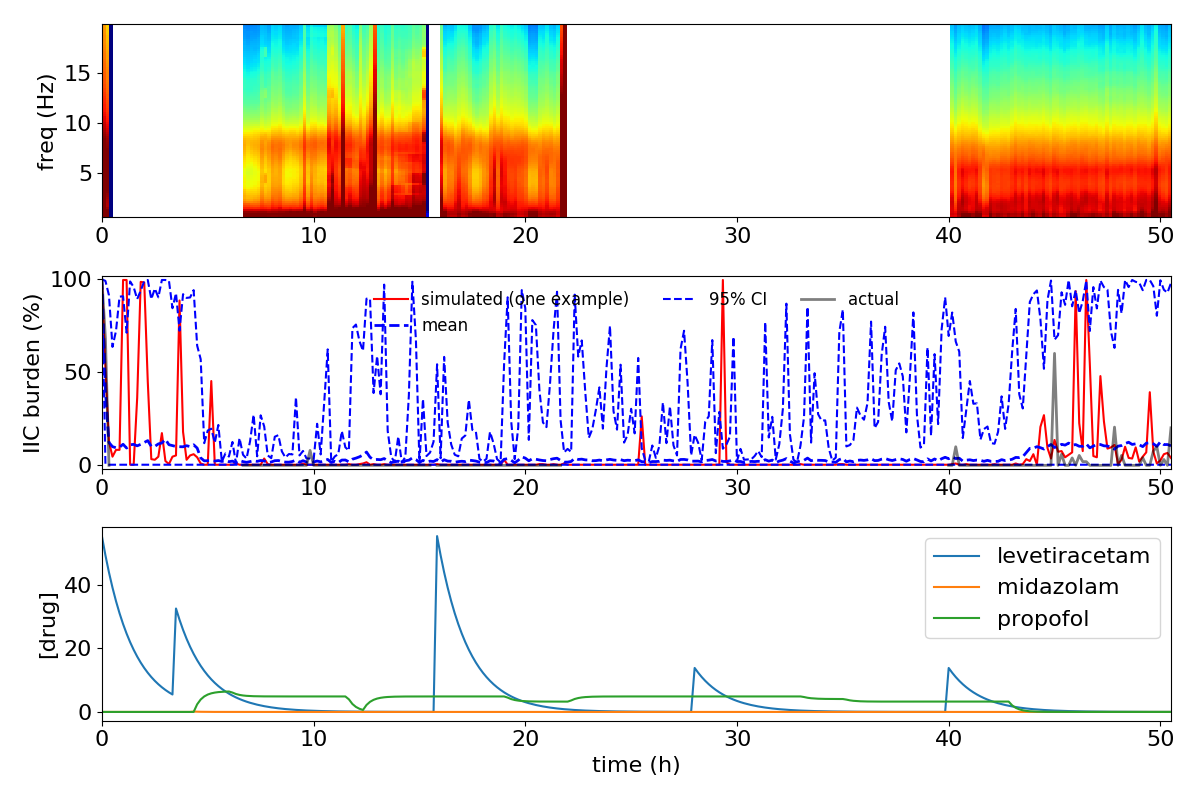 freq (Hz)
15
10
5
0 10 20 30 40 50
IIC burden (%)
100
50
0
simulated (one example) 95% CI actual
mean
0 10 20 30 40 50
[drug]
40
20
0
levetiracetam
midazolam
propofol
0 10 20 30 40 50
time (h)